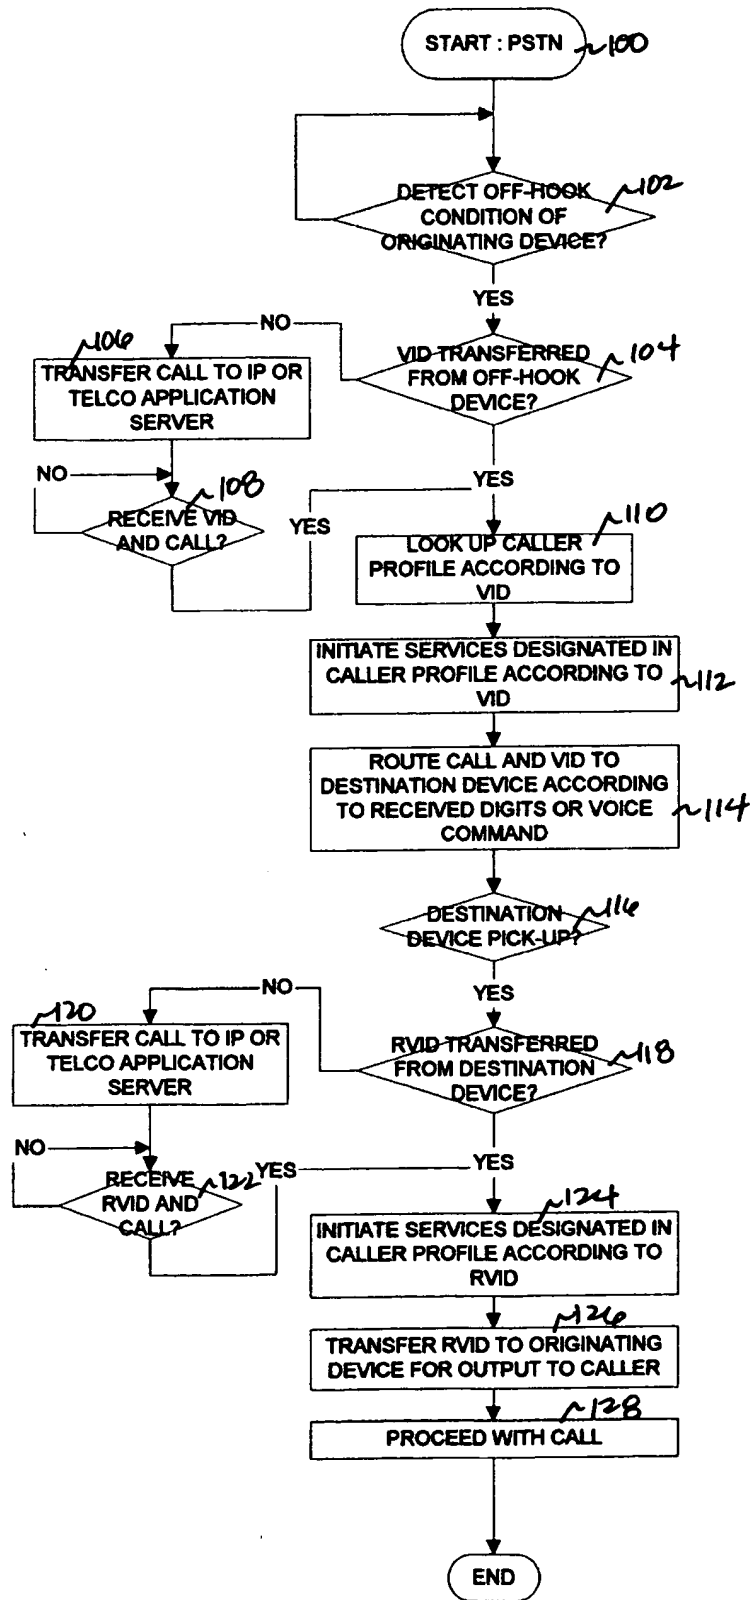 START : PSTN ~100
DETECT OFF-HOOK ~102
CONDITION OF
ORIGINATING DEVICE?
YES
NO
~106
TRANSFER CALL TO IP OR
TELCO APPLICATION
SERVER
VID TRANSFERRED ~104
FROM OFF-HOOK
DEVICE?
NO
YES
~108
RECEIVE VID
AND CALL?
YES
~110
LOOK UP CALLER
PROFILE ACCORDING TO
VID
INITIATE SERVICES DESIGNATED IN
CALLER PROFILE ACCORDING TO
VID
~112
ROUTE CALL AND VID TO
DESTINATION DEVICE ACCORDING
TO RECEIVED DIGITS OR VOICE
COMMAND
~114
DESTINATION ~116
DEVICE PICK-UP?
YES
NO
~120
TRANSFER CALL TO IP OR
TELCO APPLICATION
SERVER
RVID TRANSFERRED
FROM DESTINATION ~118
DEVICE?
NO
YES
RECEIVE ~122
RVID AND
CALL?
YES
~124
INITIATE SERVICES DESIGNATED IN
CALLER PROFILE ACCORDING TO
RVID
~126
TRANSFER RVID TO ORIGINATING
DEVICE FOR OUTPUT TO CALLER
~128
PROCEED WITH CALL
END